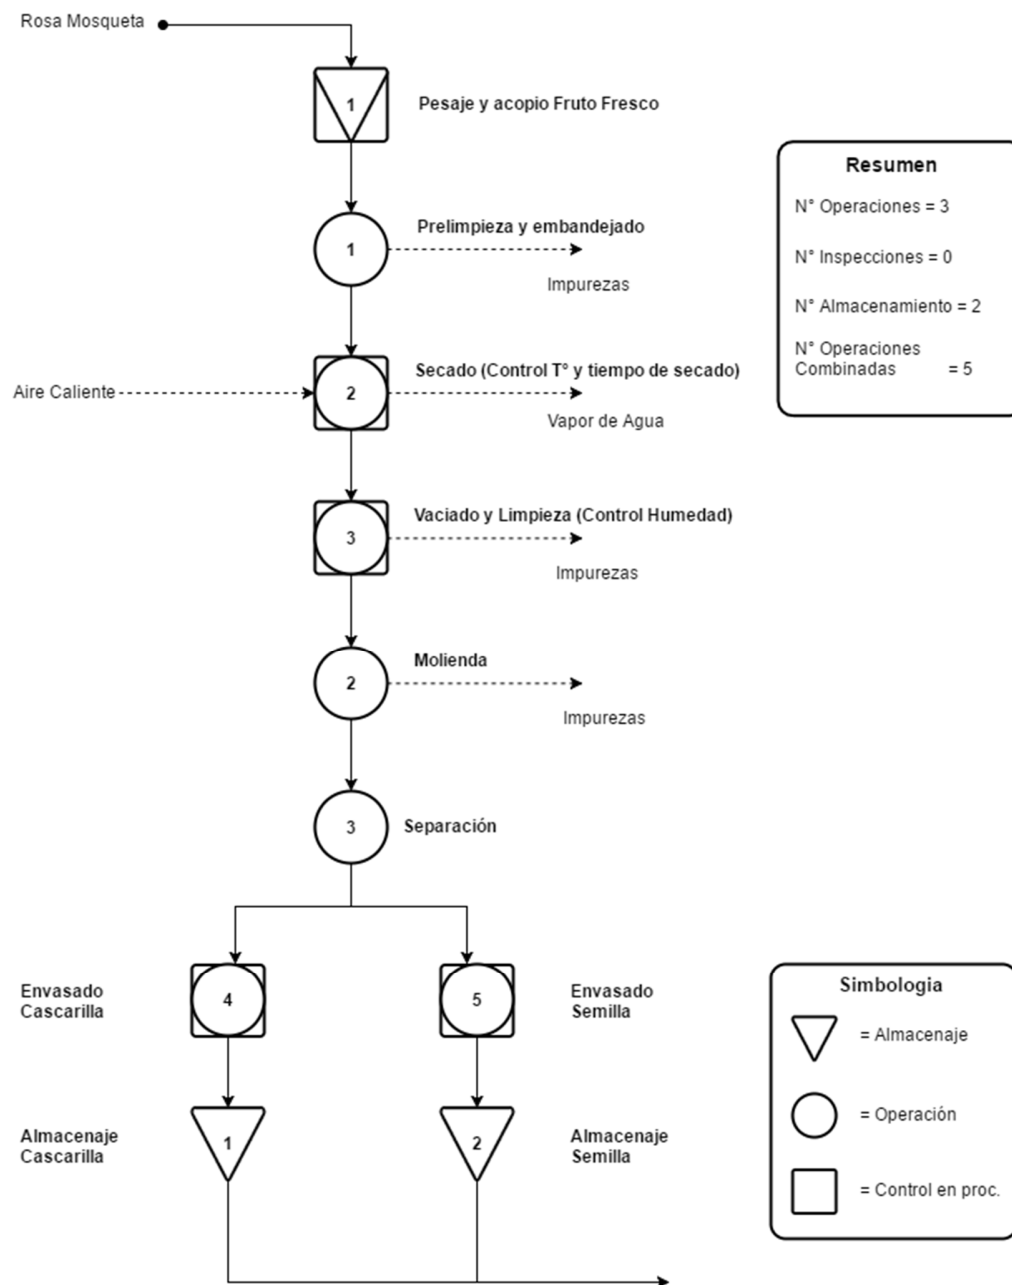 Rosa Mosqueta
1
Pesaje y acopio Fruto Fresco
Resumen
N° Operaciones = 3
N° Inspecciones = 0
N° Almacenamiento = 2
N° Operaciones
Combinadas = 5
1
Prelimpieza y embandejado
Impurezas
Aire Caliente
2
Secado (Control T° y tiempo de secado)
Vapor de Agua
3
Vaciado y Limpieza (Control Humedad)
Impurezas
2
Molienda
Impurezas
3
Separación
Envasado
Cascarilla
4
5
Envasado
Semilla
Almacenaje
Cascarilla
1
2
Almacenaje
Semilla
Simbologia
= Almacenaje
= Operación
= Control en proc.